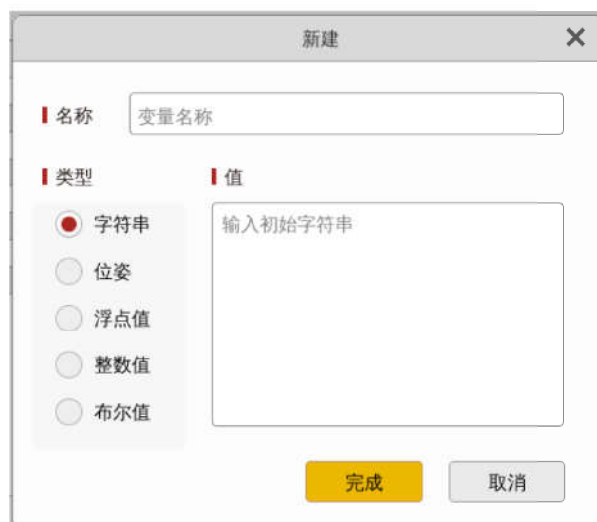 新建
名称
变量名称
类型
值
字符串
输入初始字符串
位姿
浮点值
整数值
布尔值
完成
取消